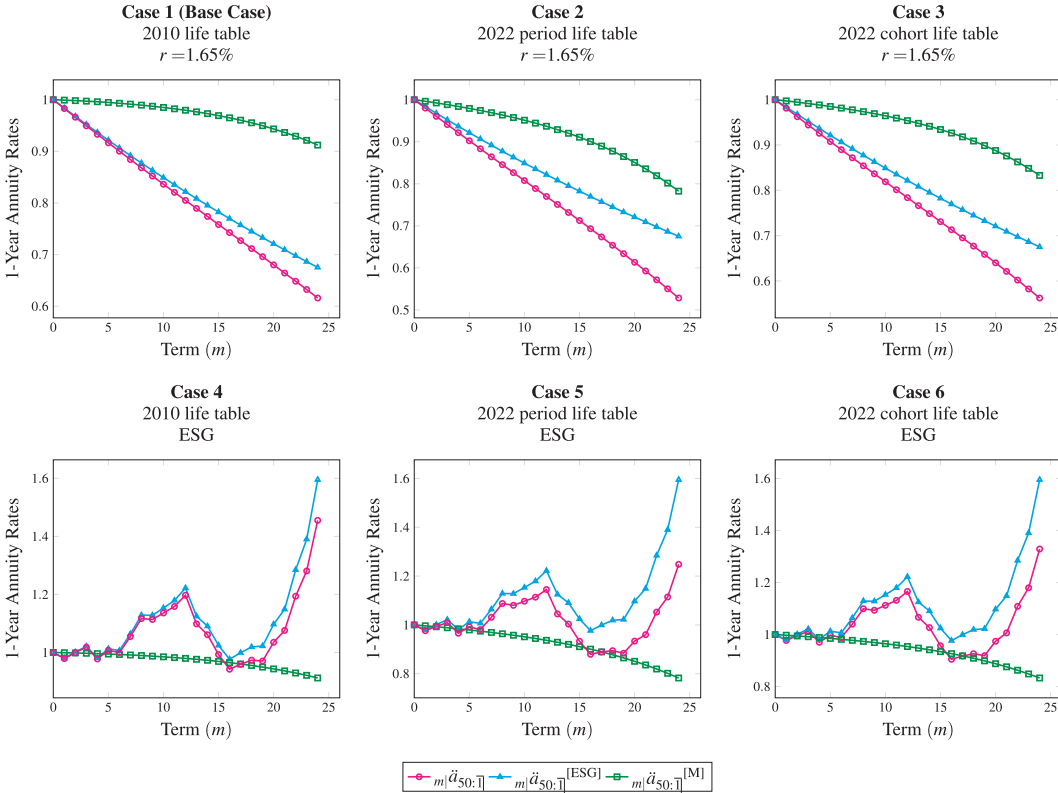 Case 1 (Base Case)
2010 life table
r =1.65%
1-Year Annuity Rates
1
0.9
0.8
0.7
0.6
0 5 10 15 20 25
Term (m)
Case 2
2022 period life table
r =1.65%
1-Year Annuity Rates
1
0.9
0.8
0.7
0.6
0.5
0 5 10 15 20 25
Term (m)
Case 3
2022 cohort life table
r =1.65%
1-Year Annuity Rates
1
0.9
0.8
0.7
0.6
0 5 10 15 20 25
Term (m)
Case 4
2010 life table
ESG
1-Year Annuity Rates
1.6
1.4
1.2
1
0 5 10 15 20 25
Term (m)
Case 5
2022 period life table
ESG
1-Year Annuity Rates
1.6
1.4
1.2
1
0.8
0 5 10 15 20 25
Term (m)
Case 6
2022 cohort life table
ESG
1-Year Annuity Rates
1.6
1.4
1.2
1
0.8
0 5 10 15 20 25
Term (m)
m|ä50:1̅| m|ä50:1̅|[ESG] m|ä50:1̅|[M]